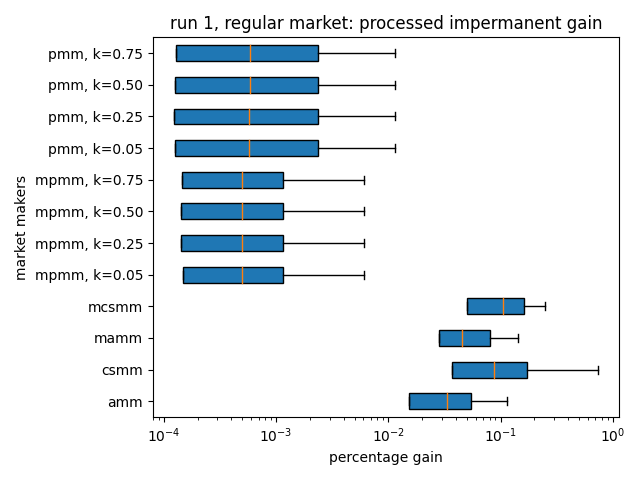 run 1, regular market: processed impermanent gain
pmm, k=0.75
pmm, k=0.50
pmm, k=0.25
pmm, k=0.05
mpmm, k=0.75
mpmm, k=0.50
mpmm, k=0.25
mpmm, k=0.05
mcsmm
mamm
csmm
amm
market makers
10⁻⁴ 10⁻³ 10⁻² 10⁻¹ 10⁰
percentage gain